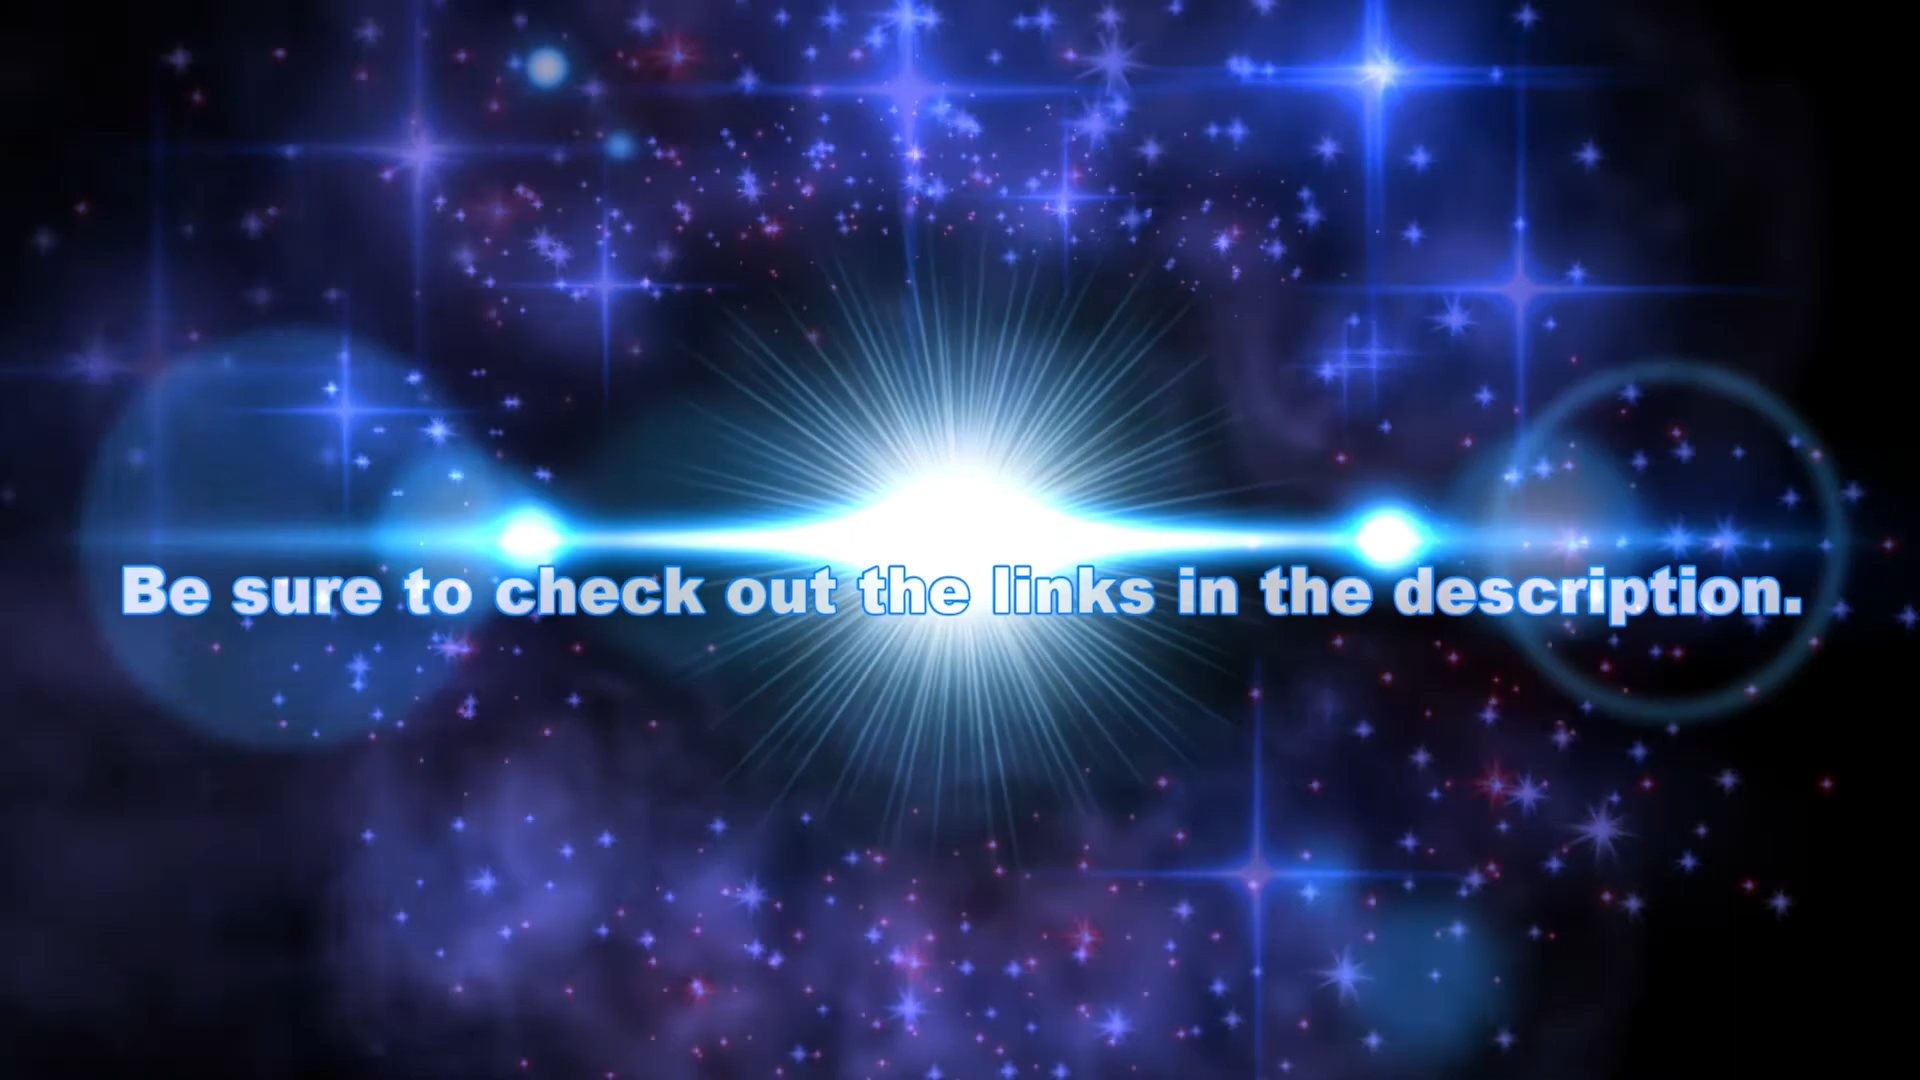 Be sure to check out the links in the description.